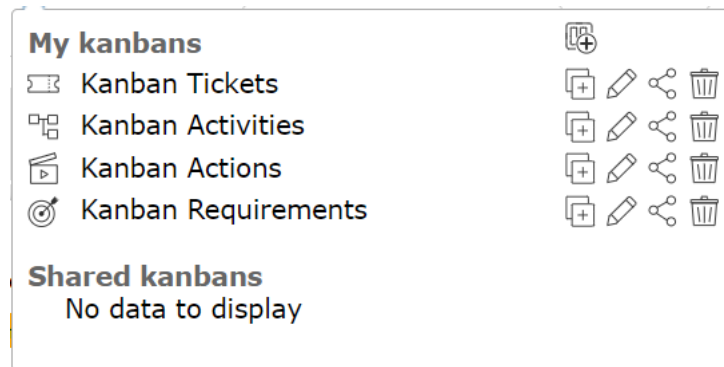 My kanbans
Kanban Tickets
Kanban Activities
Kanban Actions
Kanban Requirements
Shared kanbans
No data to display